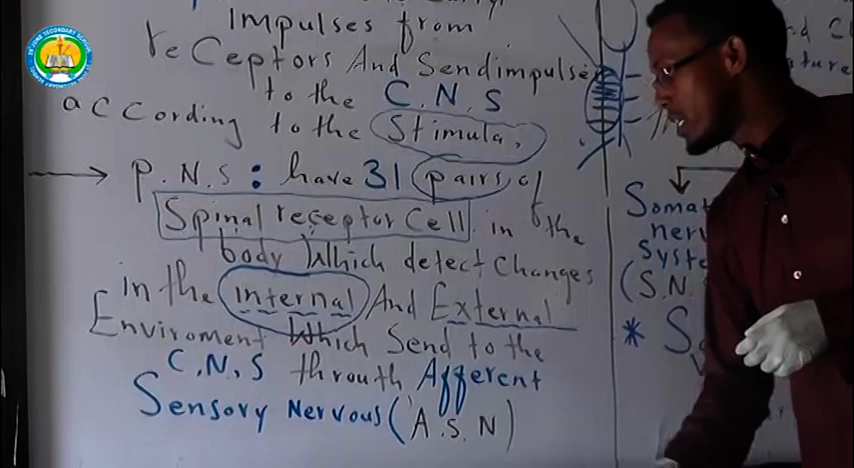 Impulses from
receptors And Send impulse
to the C.N.S
according to the Stimula,
P.N.S: have 31 pairs of
Spinal receptor Cell in the
body Which detect Changes
in the internal And External
Enviroment Which Send to the
C.N.S throuth Afferent
Sensory Nervous (A.S.N)
Somat
nerv
Syste
(S.N.
* S